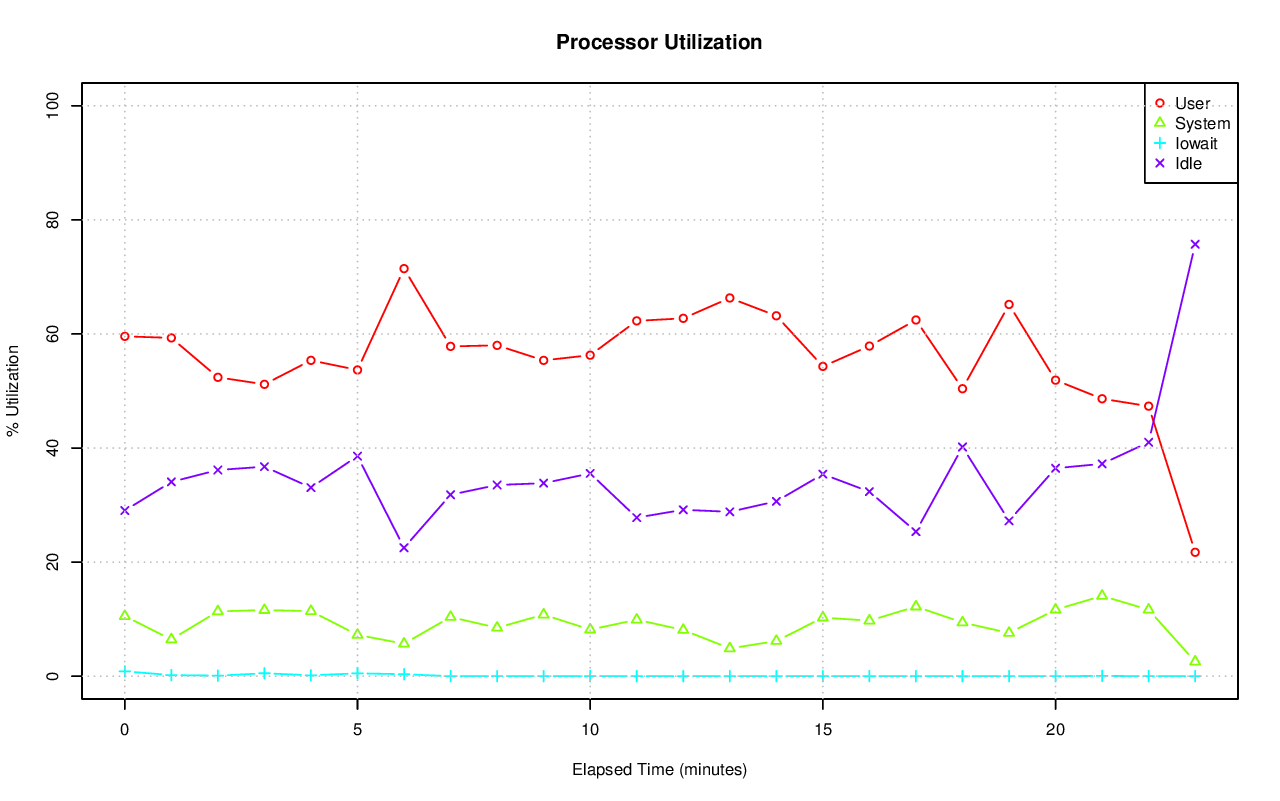 Processor Utilization
% Utilization
100
80
60
40
20
0
User
System
Iowait
Idle
0 5 10 15 20
Elapsed Time (minutes)